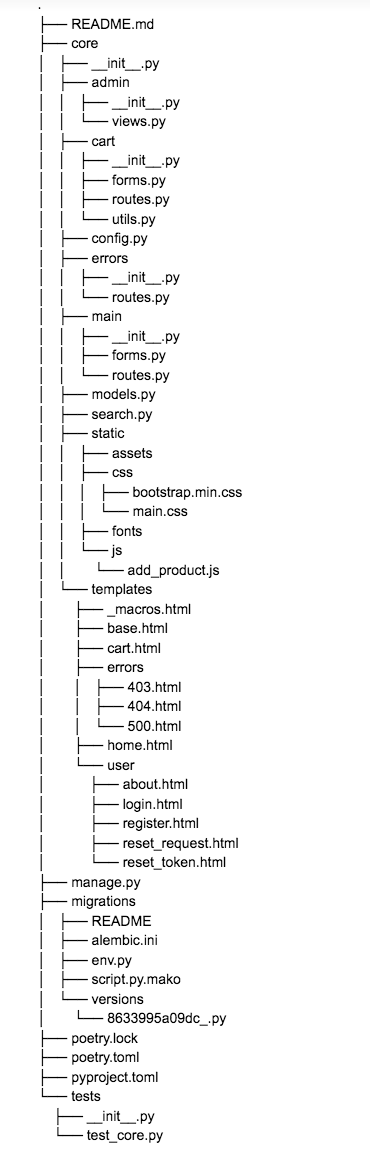 .
├── README.md
├── core
│   ├── __init__.py
│   ├── admin
│   │   ├── __init__.py
│   │   └── views.py
│   ├── cart
│   │   ├── __init__.py
│   │   ├── forms.py
│   │   ├── routes.py
│   │   └── utils.py
│   ├── config.py
│   ├── errors
│   │   ├── __init__.py
│   │   └── routes.py
│   ├── main
│   │   ├── __init__.py
│   │   ├── forms.py
│   │   └── routes.py
│   ├── models.py
│   ├── search.py
│   ├── static
│   │   ├── assets
│   │   ├── css
│   │   │   ├── bootstrap.min.css
│   │   │   └── main.css
│   │   ├── fonts
│   │   └── js
│   │       └── add_product.js
│   └── templates
│       ├── _macros.html
│       ├── base.html
│       ├── cart.html
│       ├── errors
│       │   ├── 403.html
│       │   ├── 404.html
│       │   └── 500.html
│       ├── home.html
│       └── user
│           ├── about.html
│           ├── login.html
│           ├── register.html
│           ├── reset_request.html
│           └── reset_token.html
├── manage.py
├── migrations
│   ├── README
│   ├── alembic.ini
│   ├── env.py
│   ├── script.py.mako
│   └── versions
│       └── 8633995a09dc_.py
├── poetry.lock
├── poetry.toml
├── pyproject.toml
└── tests
    ├── __init__.py
    └── test_core.py